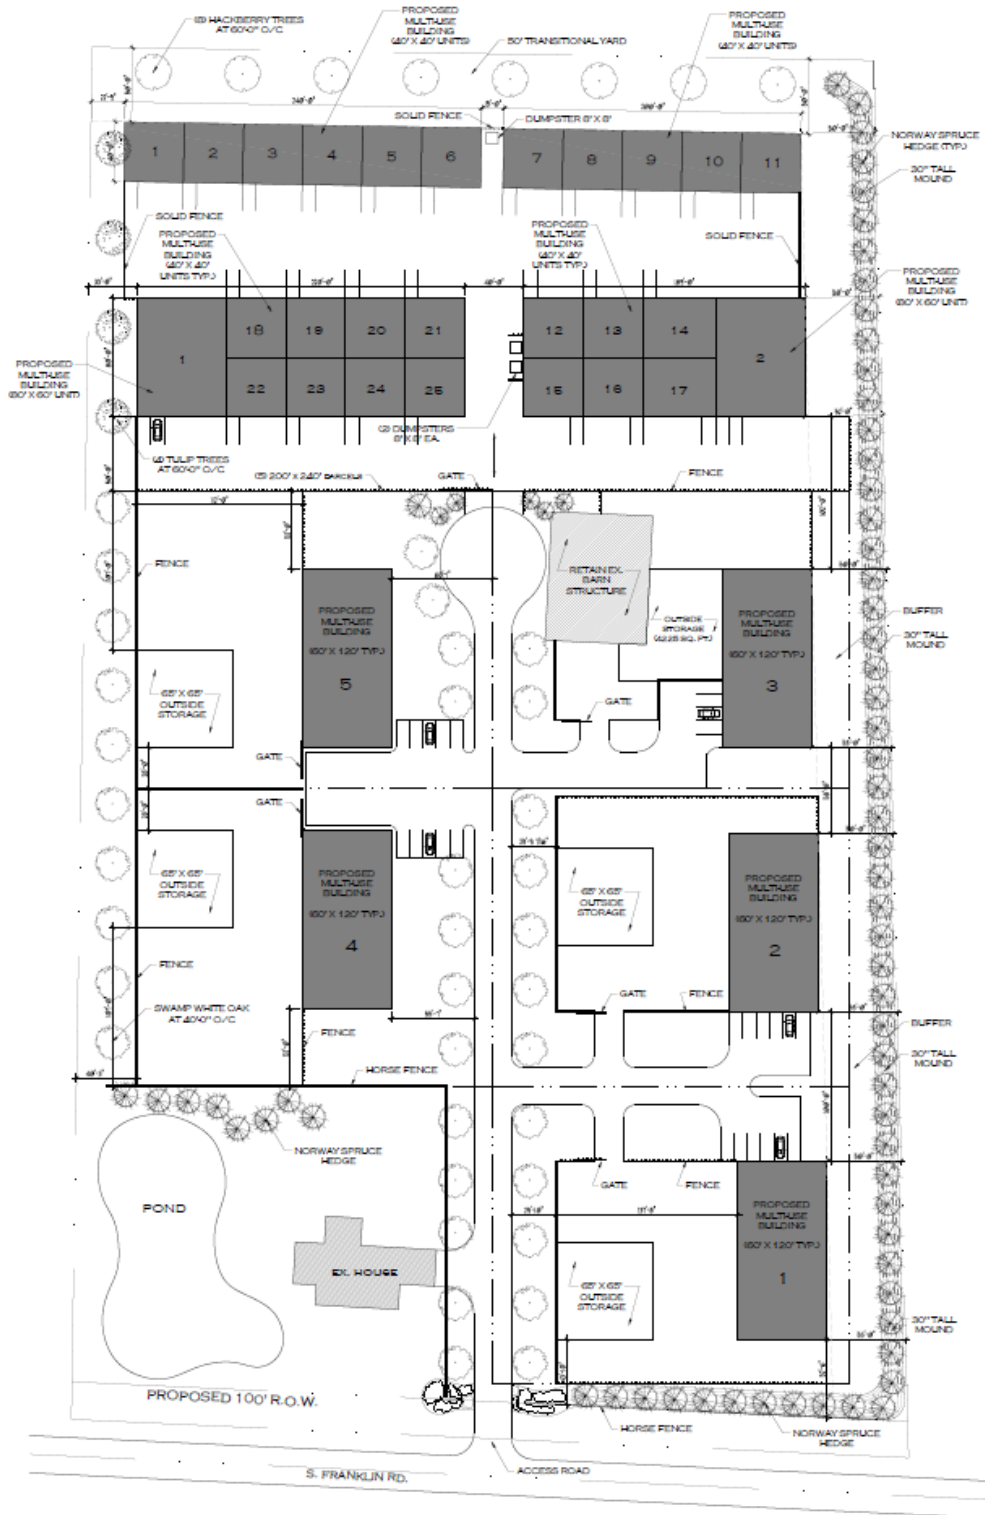 (8) HACKBERRY TREES
AT 60'-0" O/C
PROPOSED
MULTI-USE
BUILDING
(40' X 40' UNITS)
50' TRANSITIONAL YARD
PROPOSED
MULTI-USE
BUILDING
(40' X 40' UNITS)
SOLID FENCE
DUMPSTER 8' X 8'
NORWAY SPRUCE
HEDGE (TYP.)
30" TALL
MOUND
1
2
3
4
5
6
7
8
9
10
11
SOLID FENCE
PROPOSED
MULTI-USE
BUILDING
(40' X 40'
UNITS TYP.)
PROPOSED
MULTI-USE
BUILDING
(40' X 40'
UNITS TYP.)
SOLID FENCE
PROPOSED
MULTI-USE
BUILDING
(80' X 60' UNIT)
PROPOSED
MULTI-USE
BUILDING
(80' X 60' UNIT)
1
18
19
20
21
22
23
24
25
12
13
14
15
16
17
2
(2) DUMPSTERS
8' X 8' EA.
(4) TULIP TREES
AT 60'-0" O/C
(5) 200' X 240' PARCELS
GATE
FENCE
FENCE
RETAIN EX.
BARN
STRUCTURE
OUTSIDE
STORAGE
(4225 SQ. FT.)
PROPOSED
MULTI-USE
BUILDING
(60' X 120' TYP.)
5
PROPOSED
MULTI-USE
BUILDING
(60' X 120' TYP.)
3
BUFFER
30" TALL
MOUND
65' X 65'
OUTSIDE
STORAGE
GATE
GATE
GATE
65' X 65'
OUTSIDE
STORAGE
PROPOSED
MULTI-USE
BUILDING
(60' X 120' TYP.)
4
65' X 65'
OUTSIDE
STORAGE
PROPOSED
MULTI-USE
BUILDING
(60' X 120' TYP.)
2
FENCE
SWAMP WHITE OAK
AT 40'-0" O/C
FENCE
GATE
FENCE
BUFFER
30" TALL
MOUND
HORSE FENCE
NORWAY SPRUCE
HEDGE
GATE
FENCE
POND
EX. HOUSE
PROPOSED
MULTI-USE
BUILDING
(60' X 120' TYP.)
1
65' X 65'
OUTSIDE
STORAGE
30" TALL
MOUND
PROPOSED 100' R.O.W.
HORSE FENCE
NORWAY SPRUCE
HEDGE
ACCESS ROAD
S. FRANKLIN RD.